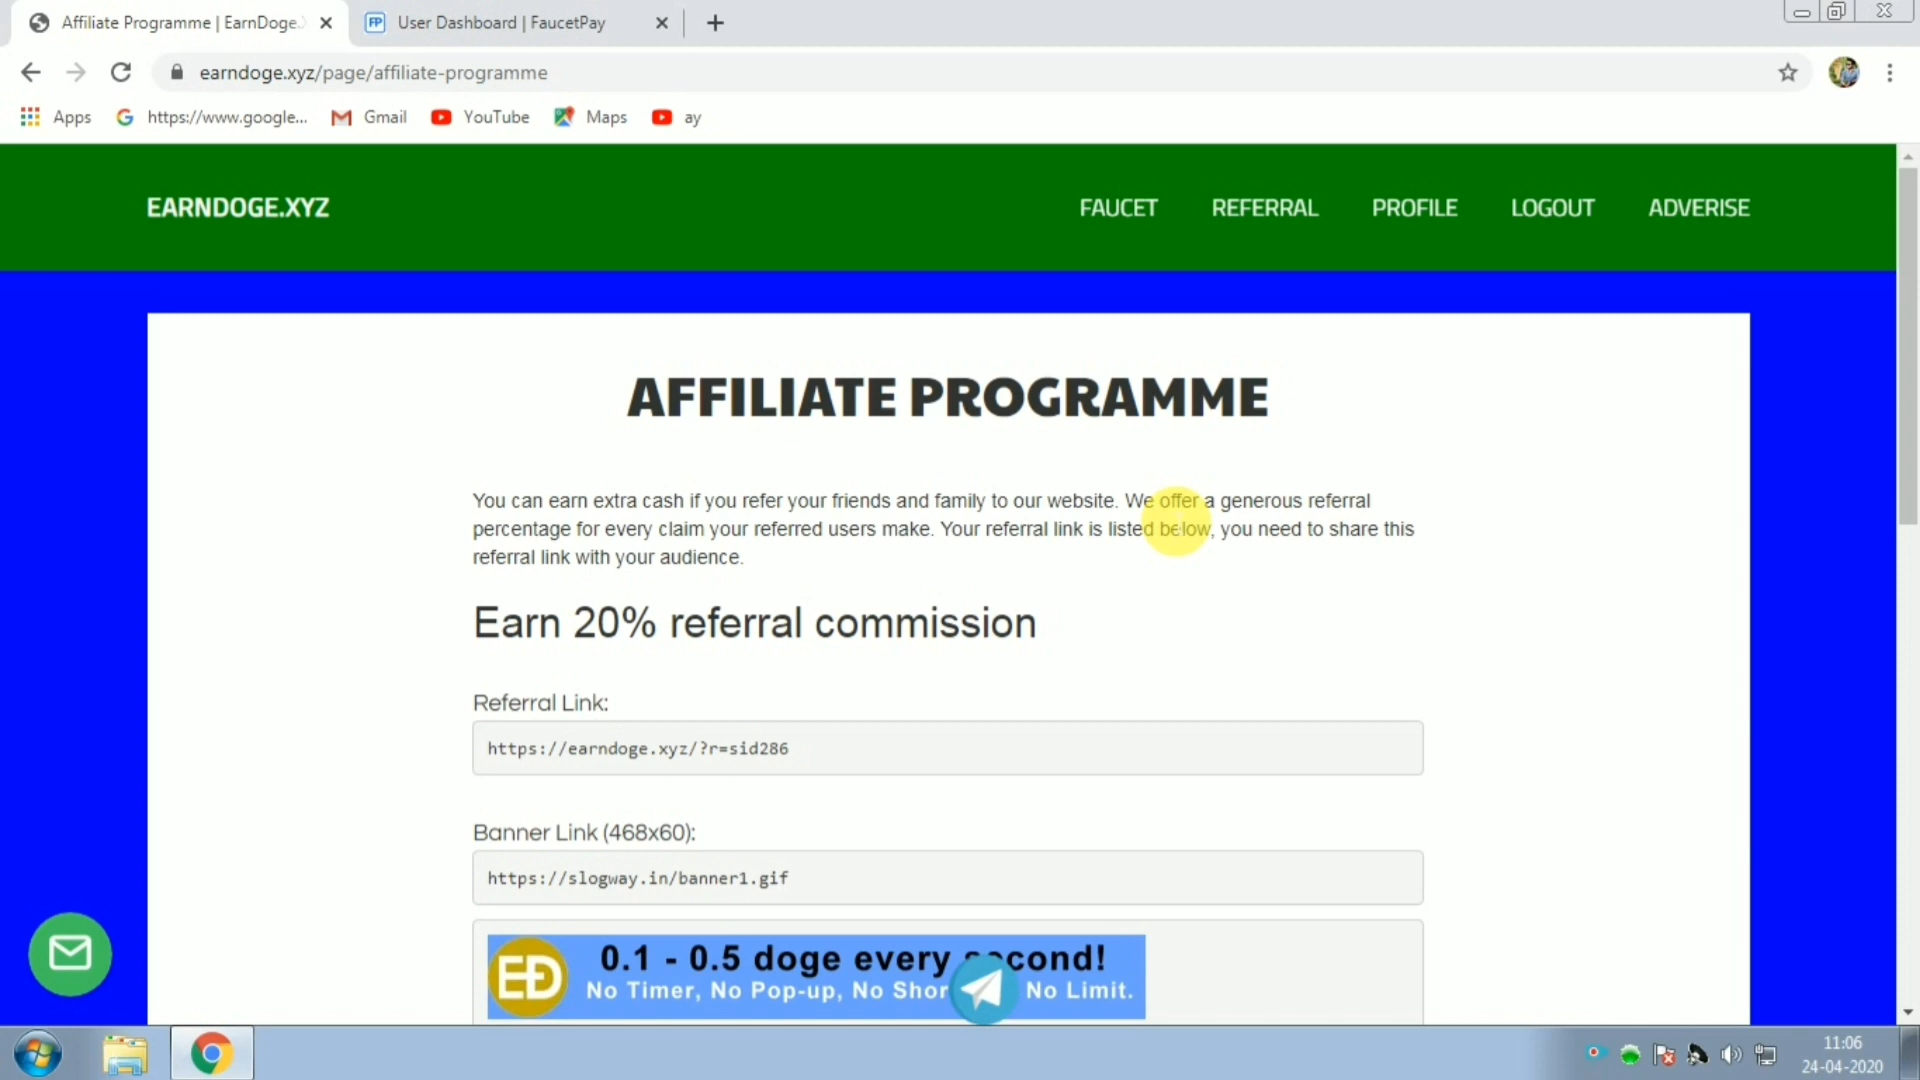 Affiliate Programme | EarnDoge.
User Dashboard | FaucetPay
earndoge.xyz/page/affiliate-programme
Apps
https://www.google...
Gmail
YouTube
Maps
ay
EARNDOGE.XYZ
FAUCET
REFERRAL
PROFILE
LOGOUT
ADVERISE
AFFILIATE PROGRAMME
You can earn extra cash if you refer your friends and family to our website. We offer a generous referral
percentage for every claim your referred users make. Your referral link is listed below, you need to share this
referral link with your audience.
Earn 20% referral commission
Referral Link:
https://earndoge.xyz/?r=sid286
Banner Link (468x60):
https://slogway.in/banner1.gif
ED
0.1 - 0.5 doge every second!
No Timer, No Pop-up, No Shor No Limit.
11:06
24-04-2020